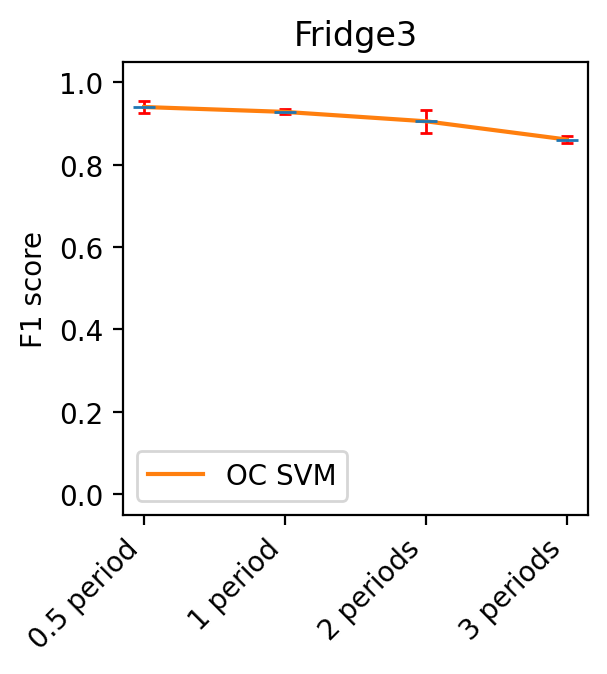 Fridge3
1.0
0.8
0.6
0.4
0.2
0.0
F1 score
OC SVM
0.5 period
1 period
2 periods
3 periods